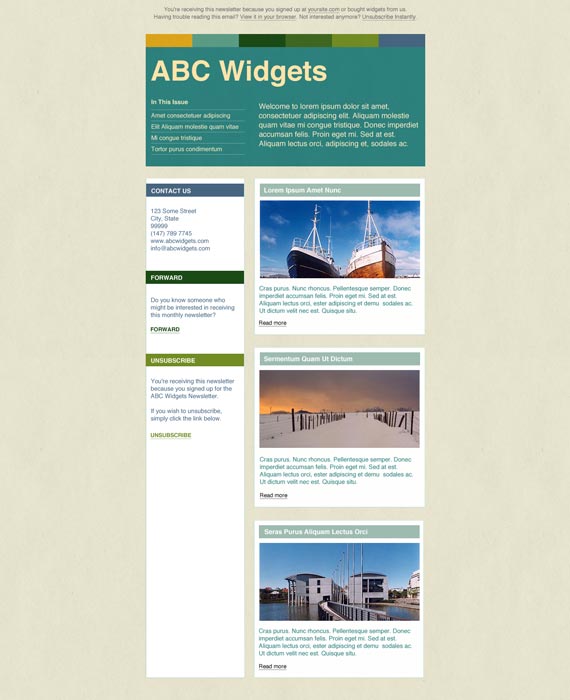 You're receiving this newsletter because you signed up at yoursite.com or bought widgets from us.
Having trouble reading this email? View it in your browser. Not interested anymore? Unsubscribe Instantly.
ABC Widgets
In This Issue
Amet consectetuer adipiscing
Elit Aliquam molestie quam vitae
Mi congue tristique
Tortor purus condimentum
Welcome to lorem ipsum dolor sit amet,
consectetuer adipiscing elit. Aliquam molestie
quam vitae mi congue tristique. Donec imperdiet
accumsan felis. Proin eget mi. Sed at est.
Aliquam lectus orci, adipiscing et, sodales ac.
CONTACT US
123 Some Street
City, State
99999
(147) 789 7745
www.abcwidgets.com
info@abcwidgets.com
FORWARD
Do you know someone who
might be interested in receiving
this monthly newsletter?
FORWARD
UNSUBSCRIBE
You're receiving this newsletter
because you signed up for the
ABC Widgets Newsletter.
If you wish to unsubscribe,
simply click the link below.
UNSUBSCRIBE
Lorem Ipsum Amet Nunc
Cras purus. Nunc rhoncus. Pellentesque semper. Donec
imperdiet accumsan felis. Proin eget mi. Sed at est.
Aliquam lectus orci, ester adipiscing et demu sodales ac.
Ut dictum velit nec est. Quisque situ.
Read more
Sermentum Quam Ut Dictum
Cras purus. Nunc rhoncus. Pellentesque semper. Donec
imperdiet accumsan felis. Proin eget mi. Sed at est.
Aliquam lectus orci, ester adipiscing et demu sodales ac.
Ut dictum velit nec est. Quisque situ.
Read more
Seras Purus Aliquam Lectus Orci
Cras purus. Nunc rhoncus. Pellentesque semper. Donec
imperdiet accumsan felis. Proin eget mi. Sed at est.
Aliquam lectus orci, ester adipiscing et demu sodales ac.
Ut dictum velit nec est. Quisque situ.
Read more